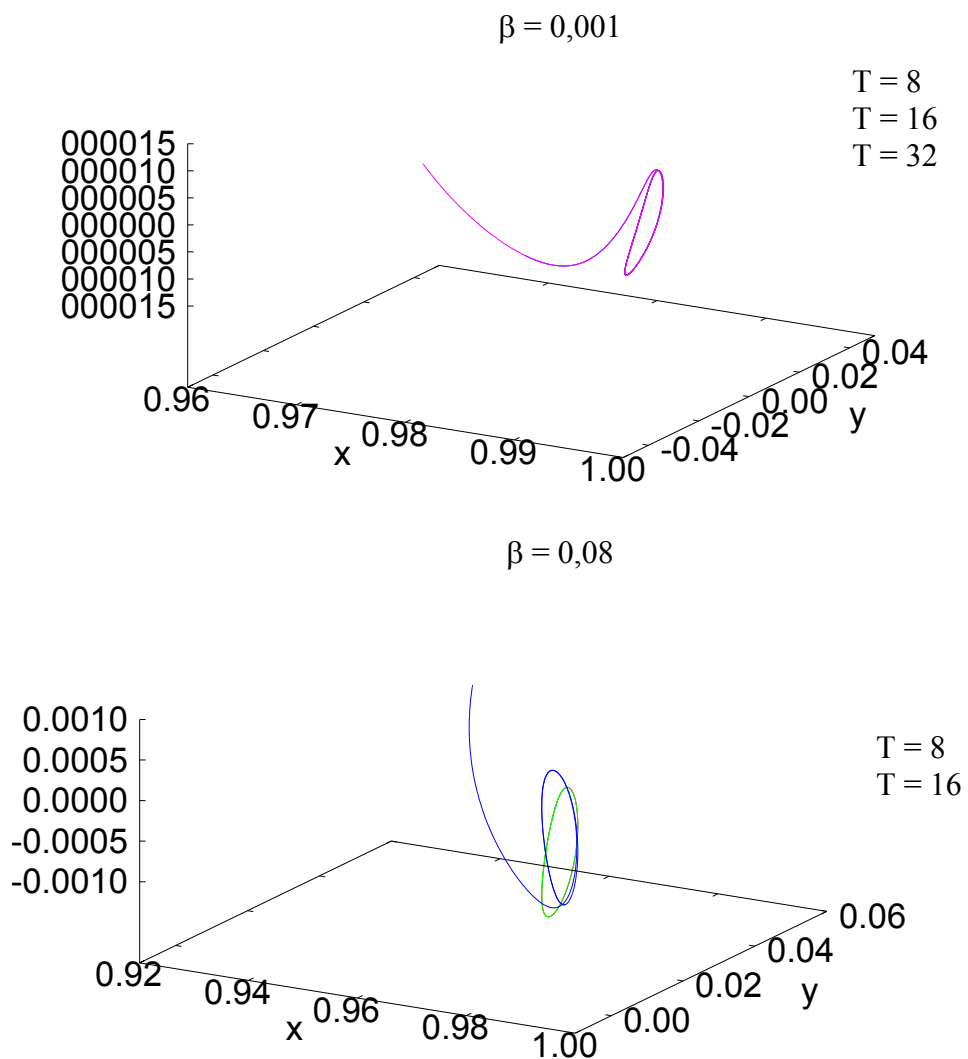 β = 0,001
T = 8
T = 16
T = 32
000015
000010
000005
000000
000005
000010
000015
0.96
0.97
0.98
0.99
1.00
x
-0.04
-0.02
0.00
0.02
0.04
y
β = 0,08
T = 8
T = 16
0.0010
0.0005
0.0000
-0.0005
-0.0010
0.92
0.94
0.96
0.98
1.00
x
0.00
0.02
0.04
0.06
y